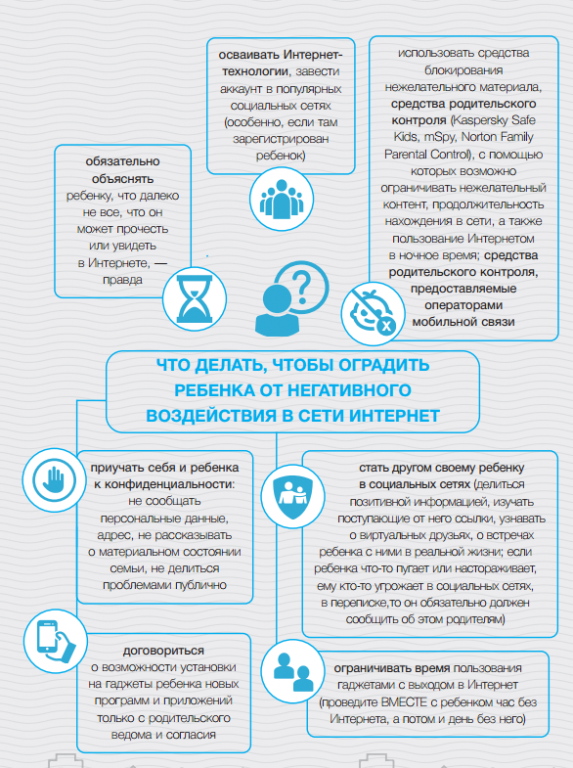 осваивать Интернет-
технологии, завести
аккаунт в популярных
социальных сетях
(особенно, если там
зарегистрирован
ребенок)
использовать средства
блокирования
нежелательного материала,
средства родительского
контроля (Kaspersky Safe
Kids, mSpy, Norton Family
Parental Control), с помощью
которых возможно
ограничивать нежелательный
контент, продолжительность
нахождения в сети, а также
пользование Интернетом
в ночное время; средства
родительского контроля,
предоставляемые
операторами
мобильной связи
обязательно
объяснять
ребенку, что далеко
не все, что он
может прочесть
или увидеть
в Интернете, —
правда
?
X
ЧТО ДЕЛАТЬ, ЧТОБЫ ОГРАДИТЬ
РЕБЕНКА ОТ НЕГАТИВНОГО
ВОЗДЕЙСТВИЯ В СЕТИ ИНТЕРНЕТ
приучать себя и ребенка
к конфиденциальности:
не сообщать
персональные данные,
адрес, не рассказывать
о материальном состоянии
семьи, не делиться
проблемами публично
стать другом своему ребенку
в социальных сетях (делиться
позитивной информацией, изучать
поступающие от него ссылки, узнавать
о виртуальных друзьях, о встречах
ребенка с ними в реальной жизни; если
ребенка что-то пугает или настораживает,
ему кто-то угрожает в социальных сетях,
в переписке,то он обязательно должен
сообщить об этом родителям)
договориться
о возможности установки
на гаджеты ребенка новых
программ и приложений
только с родительского
ведома и согласия
ограничивать время пользования
гаджетами с выходом в Интернет
(проведите ВМЕСТЕ с ребенком час без
Интернета, а потом и день без него)